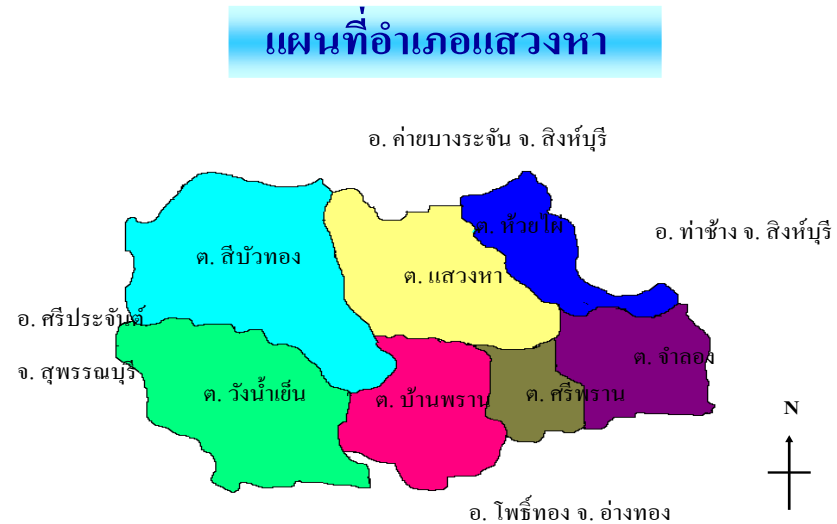 แผนที่อำเภอแสวงหา
อ. ค่ายบางระจัน จ. สิงห์บุรี
ต. ห้วยไผ่
อ. ท่าช้าง จ. สิงห์บุรี
ต. สีบัวทอง
ต. แสวงหา
อ. ศรีประจันต์
จ. สุพรรณบุรี
ต. จำลอง
ต. วังน้ำเย็น
ต. บ้านพราน
ต. ศรีพราน
N
อ. โพธิ์ทอง จ. อ่างทอง